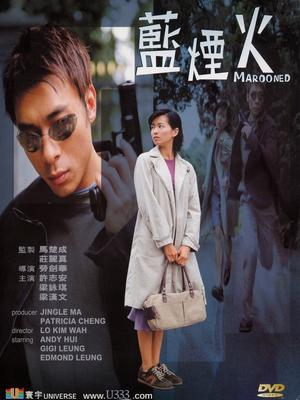 藍煙火
MAROONED
監製 馬楚成
莊麗真
導演 勞劍華
主演 許志安
梁詠琪
梁漢文
producer JINGLE MA
PATRICIA CHENG
director LO KIM WAH
starring ANDY HUI
GIGI LEUNG
EDMOND LEUNG
寰宇 UNIVERSE www.U333.com
DVD
VIDEO